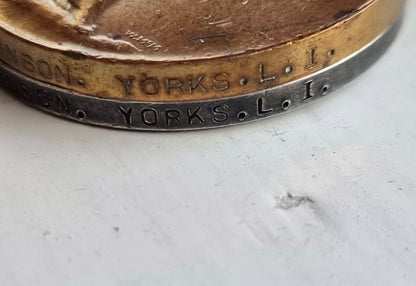 NSON. YORKS. L. I.
SON. YORKS. L. I.